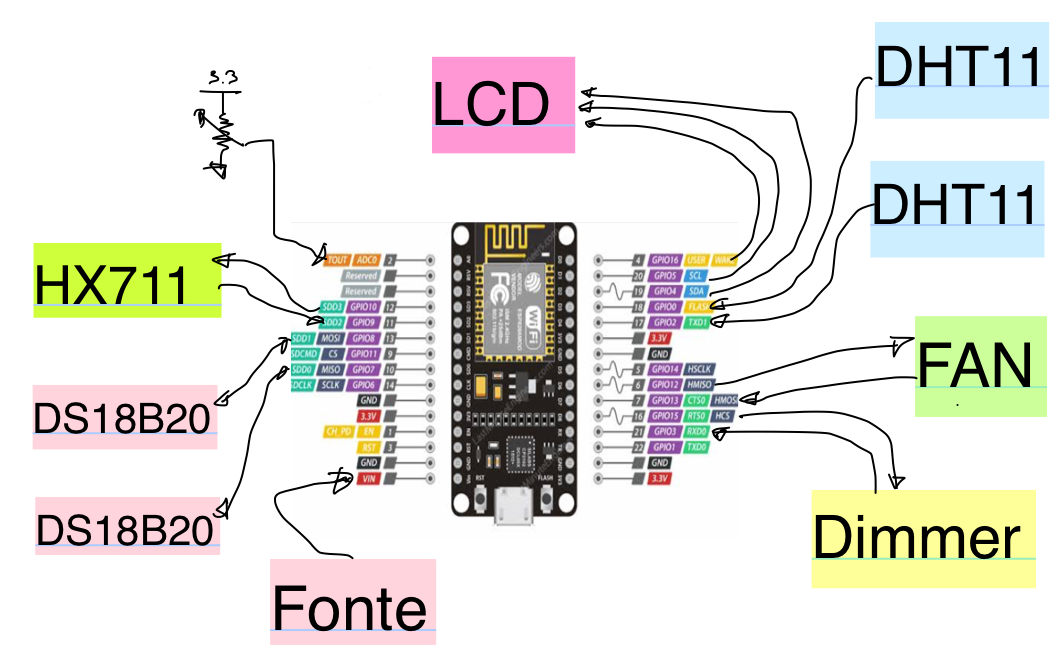 DHT11
LCD
3.3
DHT11
HX711
TOUT ADC0 2
Reserved
Reserved
SDD3 GPIO10 12
SDD2 GPIO9 11
SDD1 MOSI GPIO8 13
SDCMD CS GPIO11 9
SDD0 MISO GPIO7 10
SDCLK SCLK GPIO6 14
GND
3.3V
CH_PD EN 1
RST 3
GND
VIN
A0
RST
FLASH
FC
WiFi
4 GPIO16 USER WAKE
20 GPIO5 SCL
19 GPIO4 SDA
18 GPIO0 FLASH
17 GPIO2 TXD1
3.3V
GND
5 GPIO14 HSCLK
6 GPIO12 HMISO
7 GPIO13 CTS0 HMOSI
16 GPIO15 RTS0 HCS
21 GPIO3 RXD0
22 GPIO1 TXD0
GND
3.3V
FAN
DS18B20
DS18B20
Dimmer
Fonte